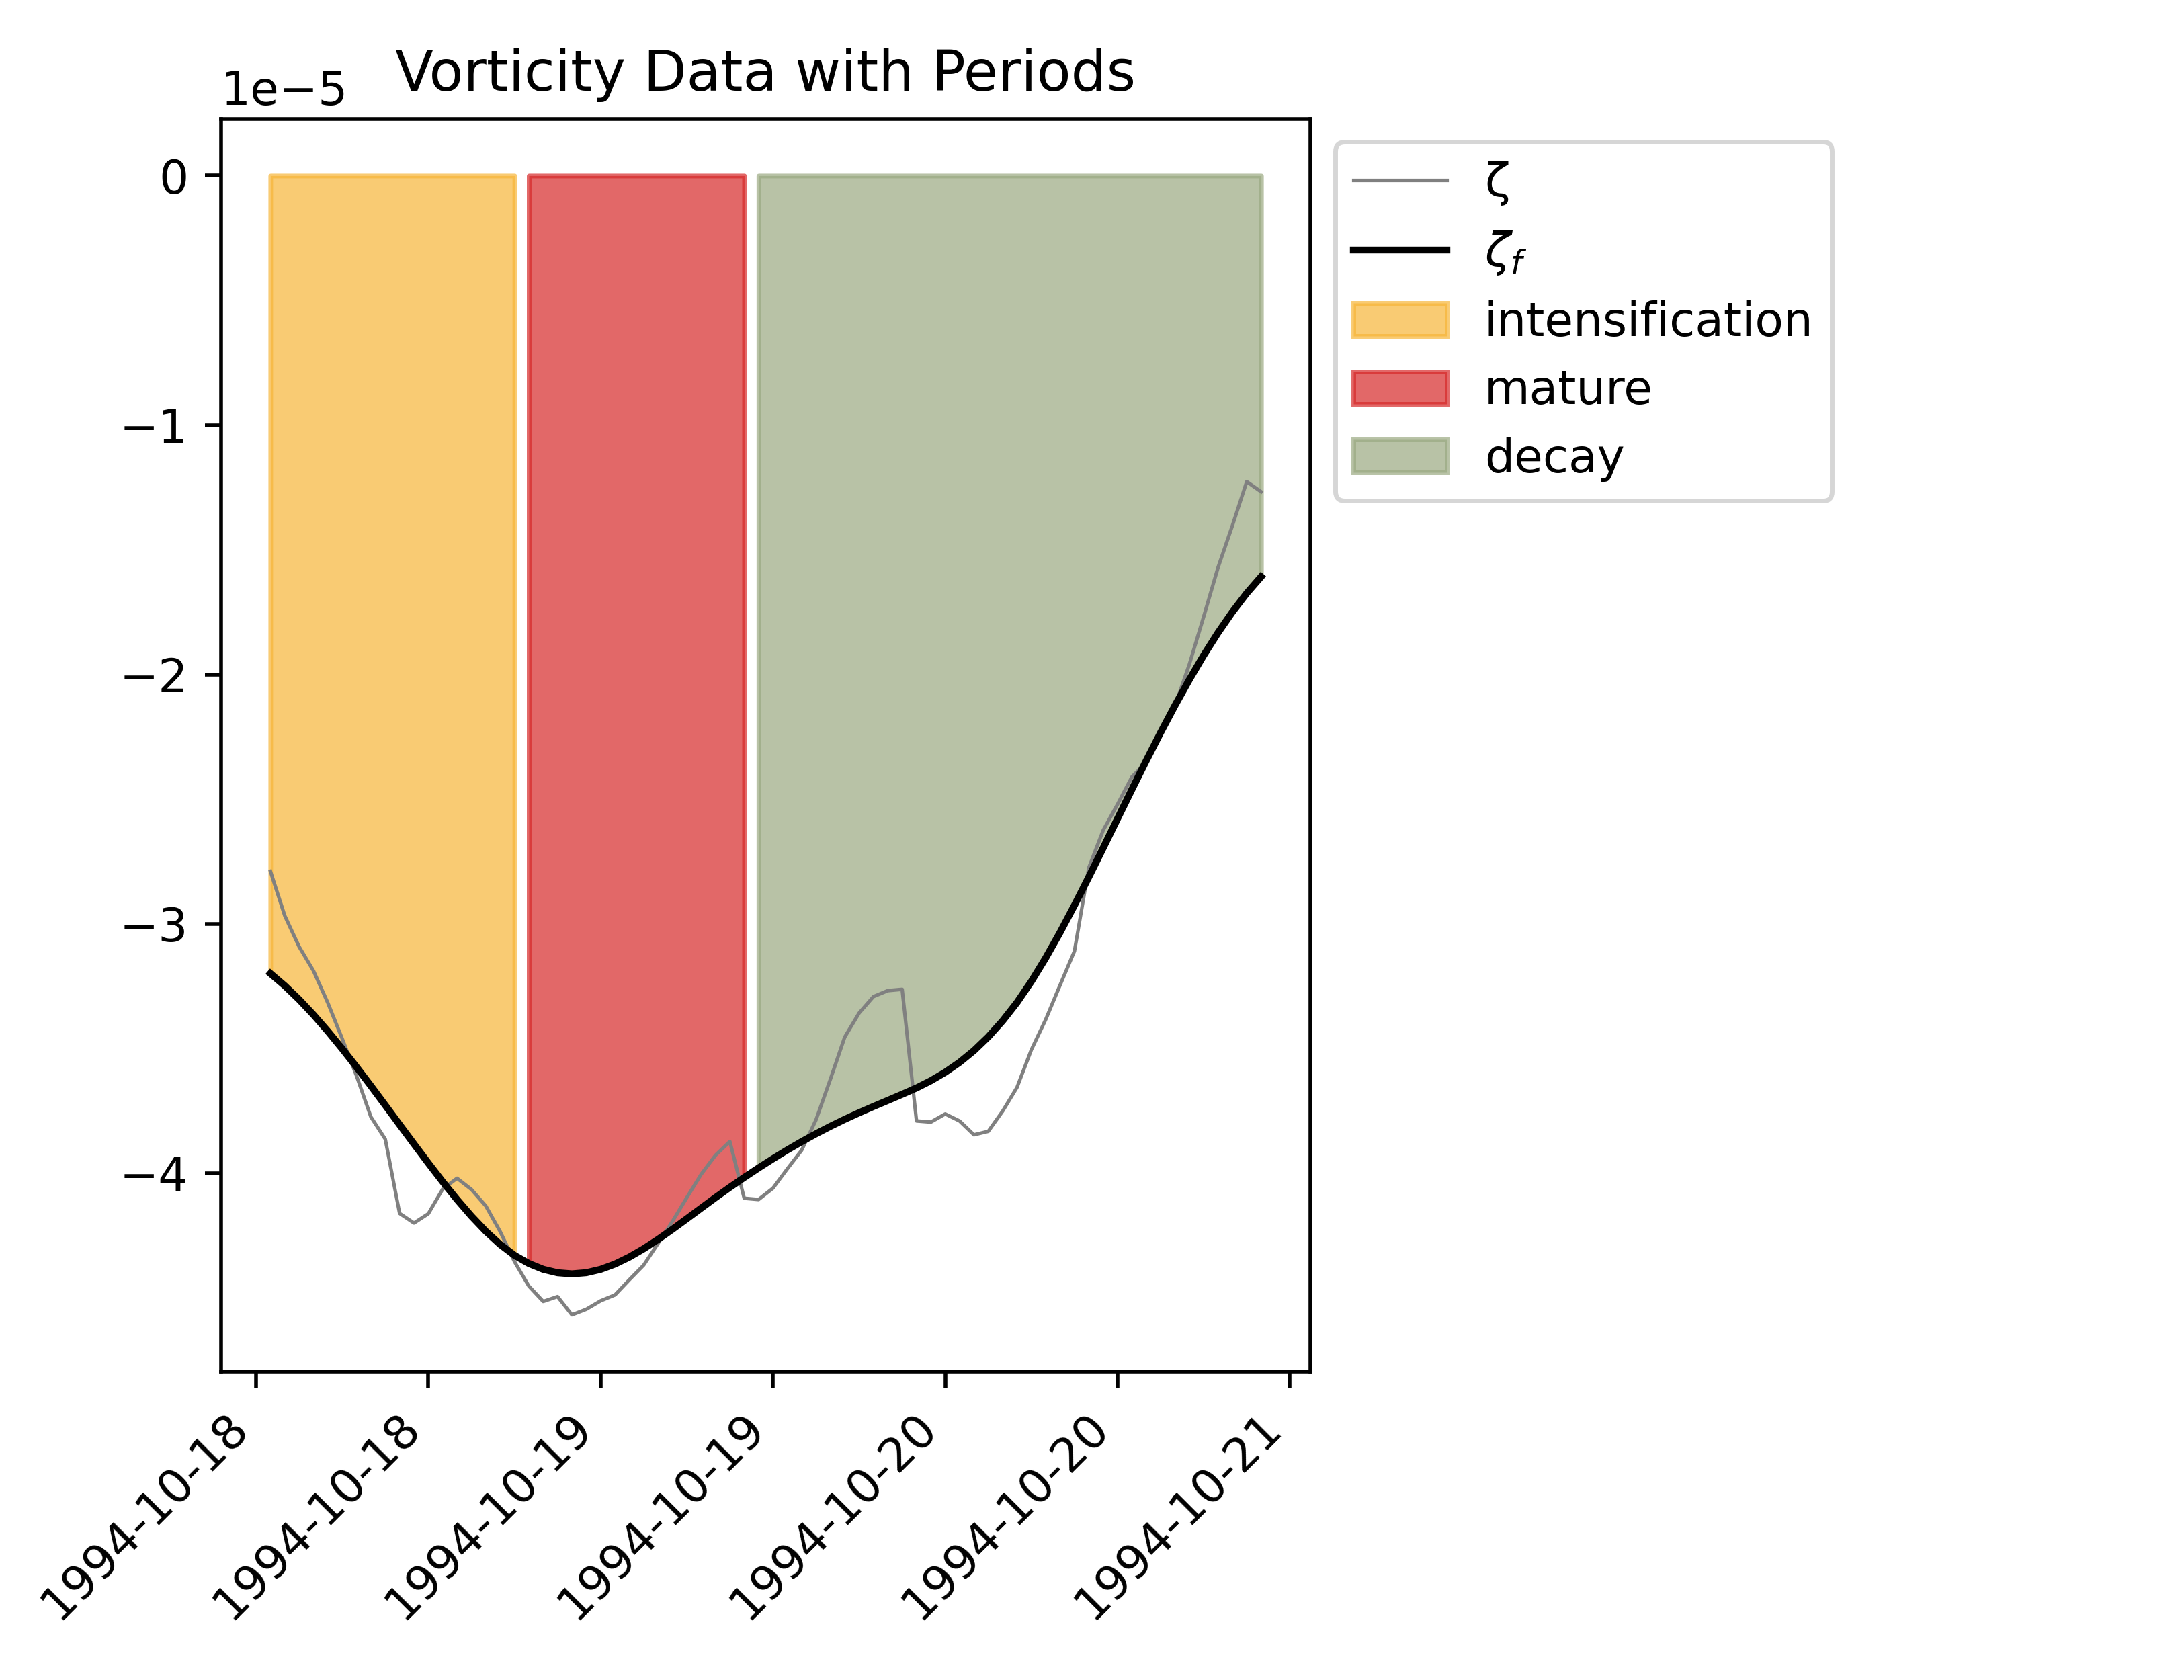 Vorticity Data with Periods
1e−5
0
−1
−2
−3
−4
1994-10-18
1994-10-18
1994-10-19
1994-10-19
1994-10-20
1994-10-20
1994-10-21
ζ
ζf
intensification
mature
decay